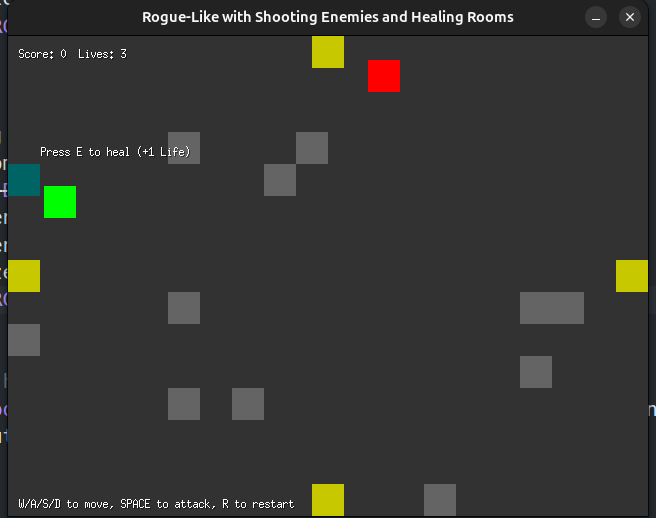 Rogue-Like with Shooting Enemies and Healing Rooms
Score: 0  Lives: 3
Press E to heal (+1 Life)
W/A/S/D to move, SPACE to attack, R to restart